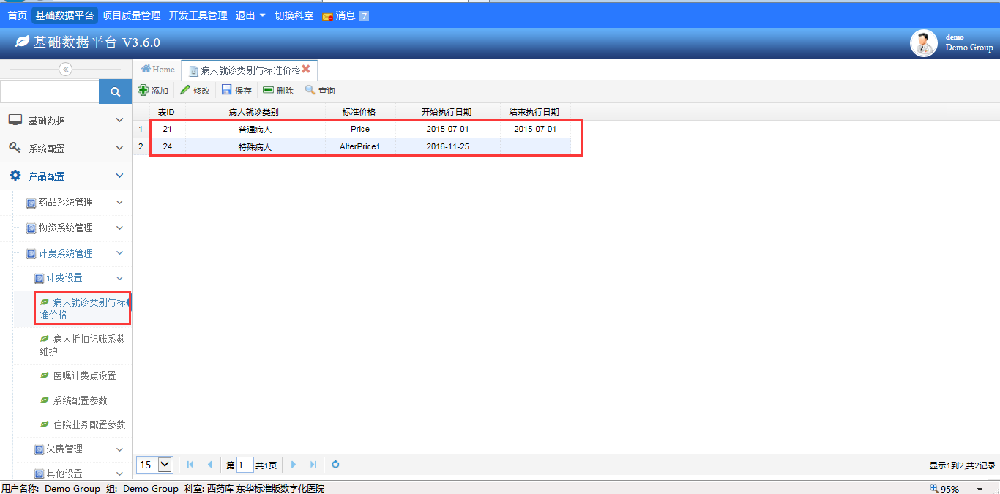 首页 基础数据平台 项目质量管理 开发工具管理 退出 切换科室 消息 7
基础数据平台 V3.6.0
demo
Demo Group
Home 病人就诊类别与标准价格
添加 修改 保存 删除 查询
基础数据
系统配置
产品配置
药品系统管理
物资系统管理
计费系统管理
计费设置
病人就诊类别与标
准价格
病人折扣记账系数
维护
医嘱计费点设置
系统配置参数
住院业务配置参数
欠费管理
其他设置
表ID 病人就诊类别 标准价格 开始执行日期 结束执行日期
1 21 普通病人 Price 2015-07-01 2015-07-01
2 24 特殊病人 AlterPrice1 2016-11-25
15 第 1 共1页 显示1到2,共2记录
用户名称: Demo Group 组: Demo Group 科室: 西药库 东华标准版数字化医院 95%